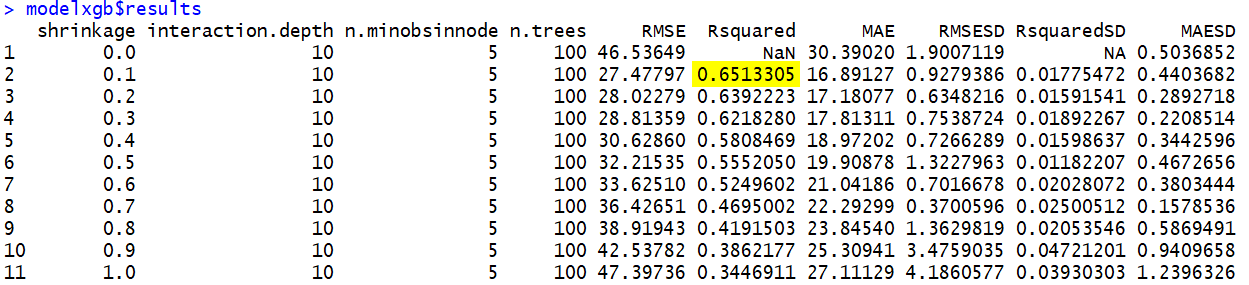 > modelxgb$results
shrinkage interaction.depth n.minobsinnode n.trees RMSE Rsquared MAE RMSESD RsquaredSD MAESD
1 0.0 10 5 100 46.53649 NaN 30.39020 1.9007119 NA 0.5036852
2 0.1 10 5 100 27.47797 0.6513305 16.89127 0.9279386 0.01775472 0.4403682
3 0.2 10 5 100 28.02279 0.6392223 17.18077 0.6348216 0.01591541 0.2892718
4 0.3 10 5 100 28.81359 0.6218280 17.81311 0.7538724 0.01892267 0.2208514
5 0.4 10 5 100 30.62860 0.5808469 18.97202 0.7266289 0.01598637 0.3442596
6 0.5 10 5 100 32.21535 0.5552050 19.90878 1.3227963 0.01182207 0.4672656
7 0.6 10 5 100 33.62510 0.5249602 21.04186 0.7016678 0.02028072 0.3803444
8 0.7 10 5 100 36.42651 0.4695002 22.29299 0.3700596 0.02500512 0.1578536
9 0.8 10 5 100 38.91943 0.4191503 23.84540 1.3629819 0.02053546 0.5869491
10 0.9 10 5 100 42.53782 0.3862177 25.30941 3.4759035 0.04721201 0.9409658
11 1.0 10 5 100 47.39736 0.3446911 27.11129 4.1860577 0.03930303 1.2396326